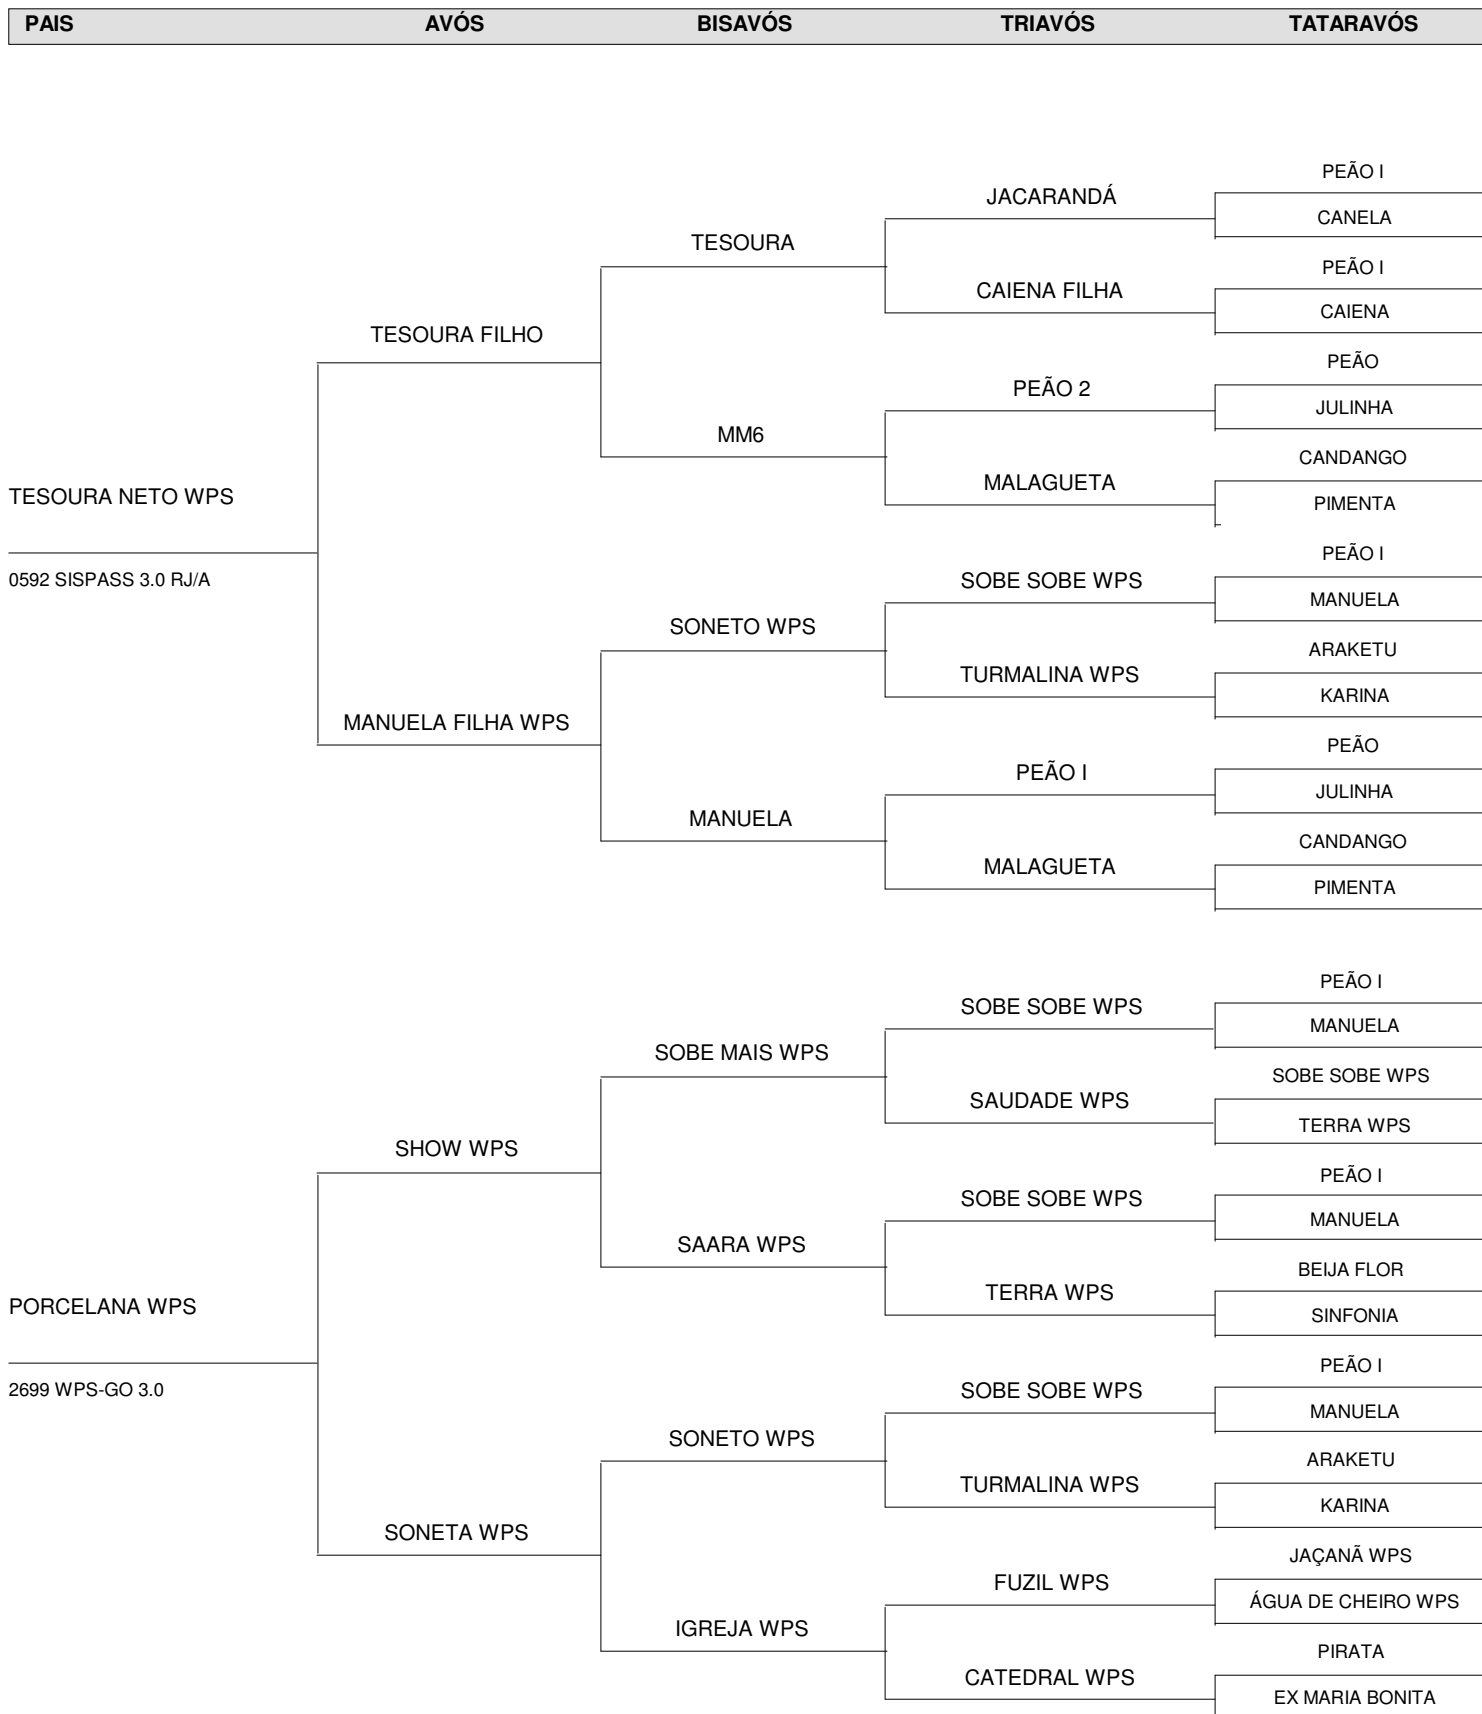 PAIS AVÓS BISAVÓS TRIAVÓS TATARAVÓS
PEÃO I
JACARANDÁ
CANELA
TESOURA
PEÃO I
CAIENA FILHA
CAIENA
TESOURA FILHO
PEÃO
PEÃO 2
JULINHA
MM6
CANDANGO
MALAGUETA
TESOURA NETO WPS
PIMENTA
PEÃO I
0592 SISPASS 3.0 RJ/A
SOBE SOBE WPS
MANUELA
SONETO WPS
ARAKETU
TURMALINA WPS
KARINA
MANUELA FILHA WPS
PEÃO
PEÃO I
JULINHA
MANUELA
CANDANGO
MALAGUETA
PIMENTA
PEÃO I
SOBE SOBE WPS
MANUELA
SOBE MAIS WPS
SOBE SOBE WPS
SAUDADE WPS
TERRA WPS
SHOW WPS
PEÃO I
SOBE SOBE WPS
MANUELA
SAARA WPS
BEIJA FLOR
TERRA WPS
PORCELANA WPS
SINFONIA
PEÃO I
2699 WPS-GO 3.0
SOBE SOBE WPS
MANUELA
SONETO WPS
ARAKETU
TURMALINA WPS
KARINA
SONETA WPS
JAÇANÃ WPS
FUZIL WPS
ÁGUA DE CHEIRO WPS
IGREJA WPS
PIRATA
CATEDRAL WPS
EX MARIA BONITA